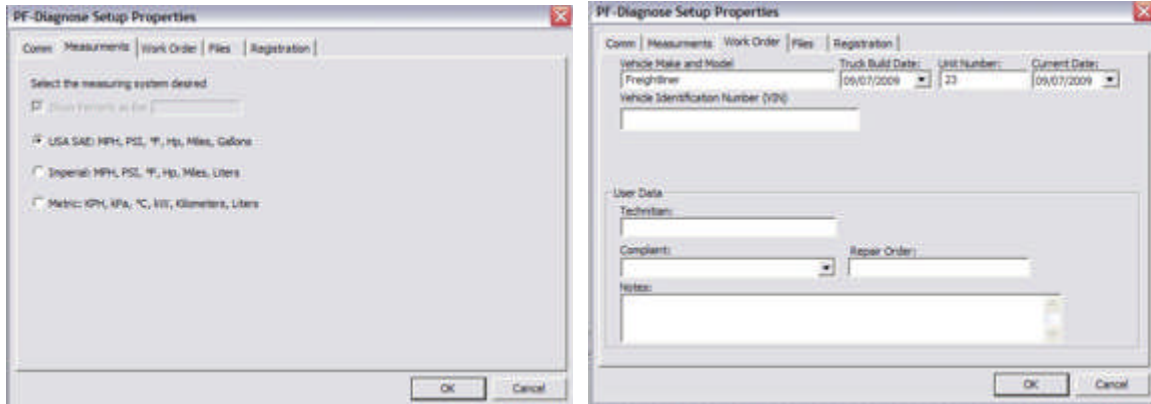 PF-Diagnose Setup Properties
Comm Measurments Work Order Files Registration
Select the measuring system desired
USA SAE: MPH, PSI, °F, Hp, Miles, Gallons
Imperial: MPH, PSI, °F, Hp, Miles, Liters
Metric: KPH, kPa, °C, kW, Kilometers, Liters
OK Cancel
PF-Diagnose Setup Properties
Comm Measurments Work Order Files Registration
Vehicle Make and Model Truck Build Date: Unit Number: Current Date:
Freightliner 09/07/2009 23 09/07/2009
Vehicle Identification Number (VIN)
User Data
Technitian:
Complaint: Repair Order:
Notes:
OK Cancel